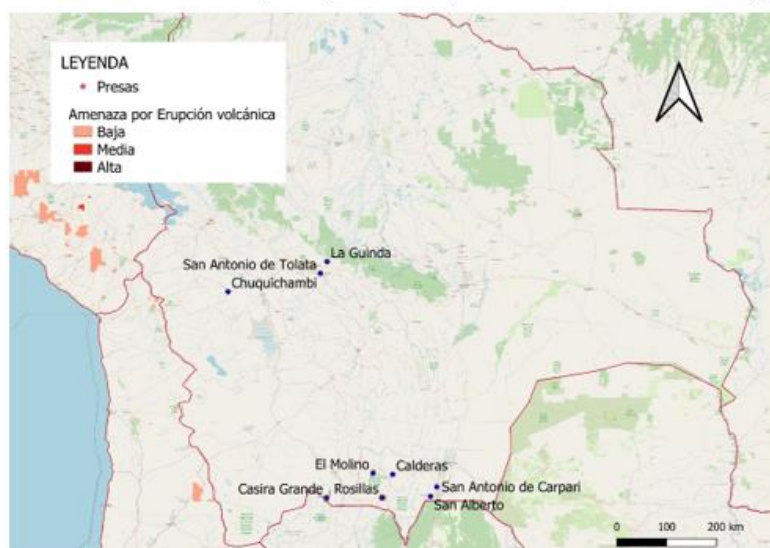 LEYENDA
Presas
Amenaza por Erupción volcánica
Baja
Media
Alta
La Guinda
San Antonio de Tolata
Chuquichambi
El Molino
Calderas
Casira Grande
Rosillas
San Antonio de Carpari
San Alberto
0 100 200 km